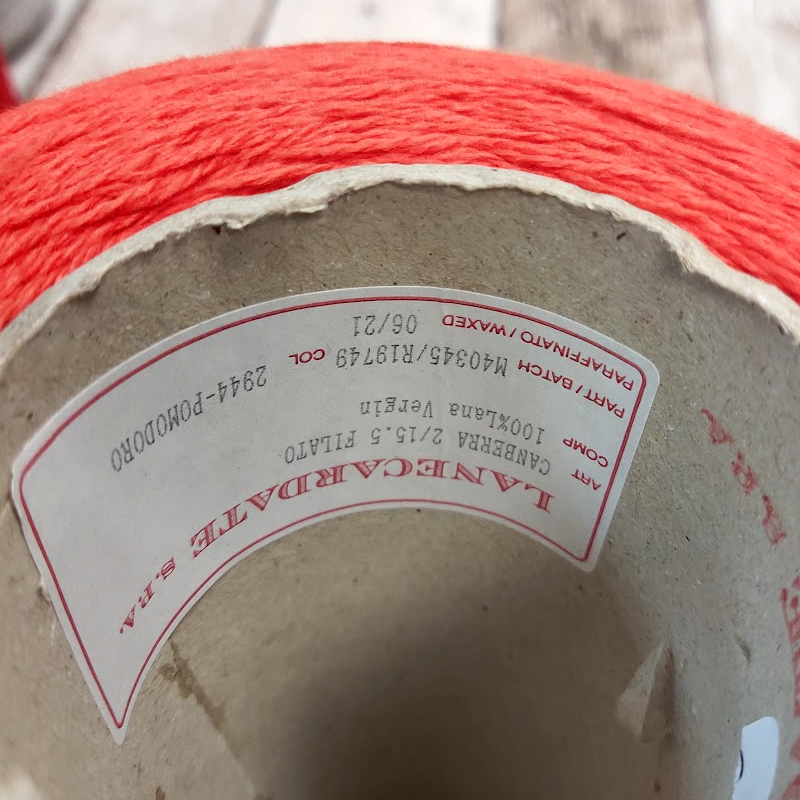 LANECARDATE S.P.A.
ART CANBERRA 2/15.5 FILATO
COMP 100%Lana Vergin
PART / BATCH M40345/R19749 COL 2944-POMODORO
PARAFFINATO / WAXED 06/21